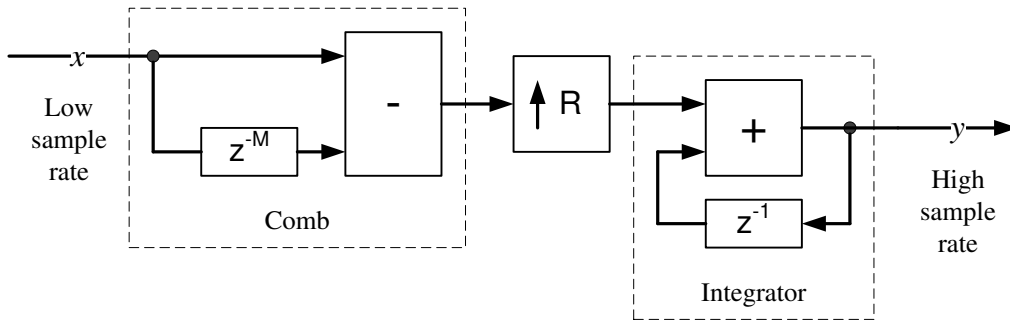 x
Low
sample
rate
z-M
-
Comb
R
+
z-1
Integrator
y
High
sample
rate